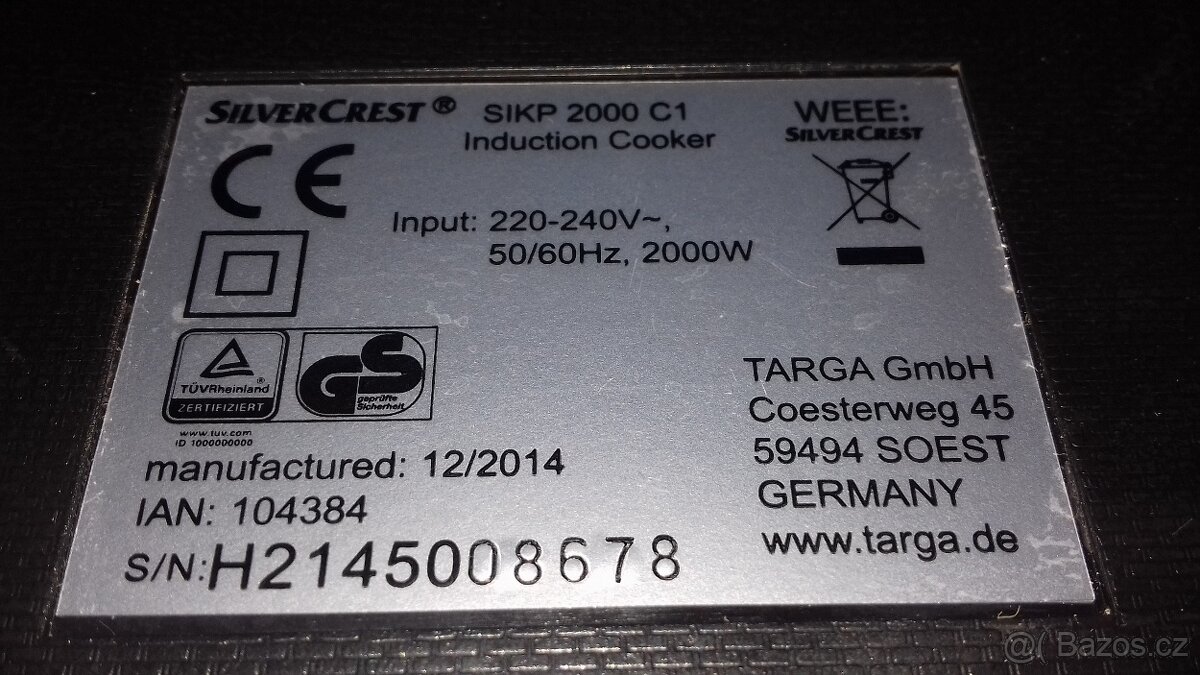 SILVERCREST® SIKP 2000 C1
Induction Cooker
WEEE:
SILVERCREST
CE
Input: 220-240V~,
50/60Hz, 2000W
TÜVRheinland®
ZERTIFIZIERT
GS
geprüfte
Sicherheit
www.tuv.com
ID 1000000000
manufactured: 12/2014
IAN: 104384
S/N:H2145008678
TARGA GmbH
Coesterweg 45
59494 SOEST
GERMANY
www.targa.de
@( Bazos.cz